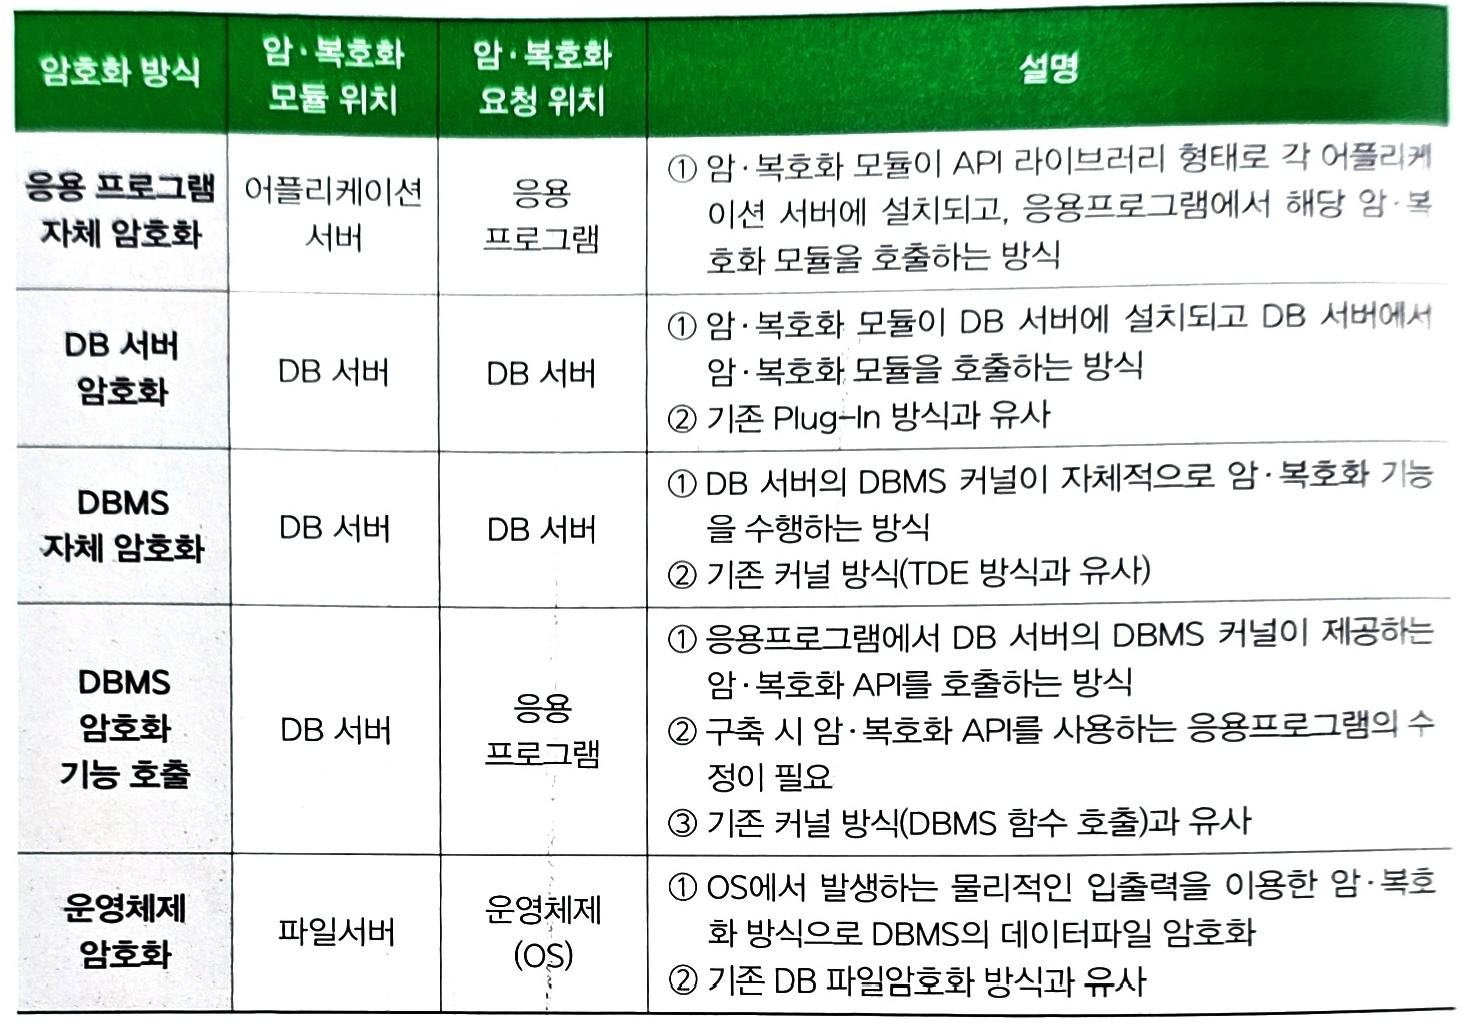 암호화 방식
암·복호화
모듈 위치
암·복호화
요청 위치
설명
응용 프로그램
자체 암호화
어플리케이션
서버
응용
프로그램
① 암·복호화 모듈이 API 라이브러리 형태로 각 어플리케
이션 서버에 설치되고, 응용프로그램에서 해당 암·복
호화 모듈을 호출하는 방식
DB 서버
암호화
DB 서버
DB 서버
① 암·복호화 모듈이 DB 서버에 설치되고 DB 서버에서
암·복호화 모듈을 호출하는 방식
② 기존 Plug-In 방식과 유사
DBMS
자체 암호화
DB 서버
DB 서버
① DB 서버의 DBMS 커널이 자체적으로 암·복호화 기능
을 수행하는 방식
② 기존 커널 방식(TDE 방식과 유사)
DBMS
암호화
기능 호출
DB 서버
응용
프로그램
① 응용프로그램에서 DB 서버의 DBMS 커널이 제공하는
암·복호화 API를 호출하는 방식
② 구축 시 암·복호화 API를 사용하는 응용프로그램의 수
정이 필요
③ 기존 커널 방식(DBMS 함수 호출)과 유사
운영체제
암호화
파일서버
운영체제
(OS)
① OS에서 발생하는 물리적인 입출력을 이용한 암·복호
화 방식으로 DBMS의 데이터파일 암호화
② 기존 DB 파일암호화 방식과 유사